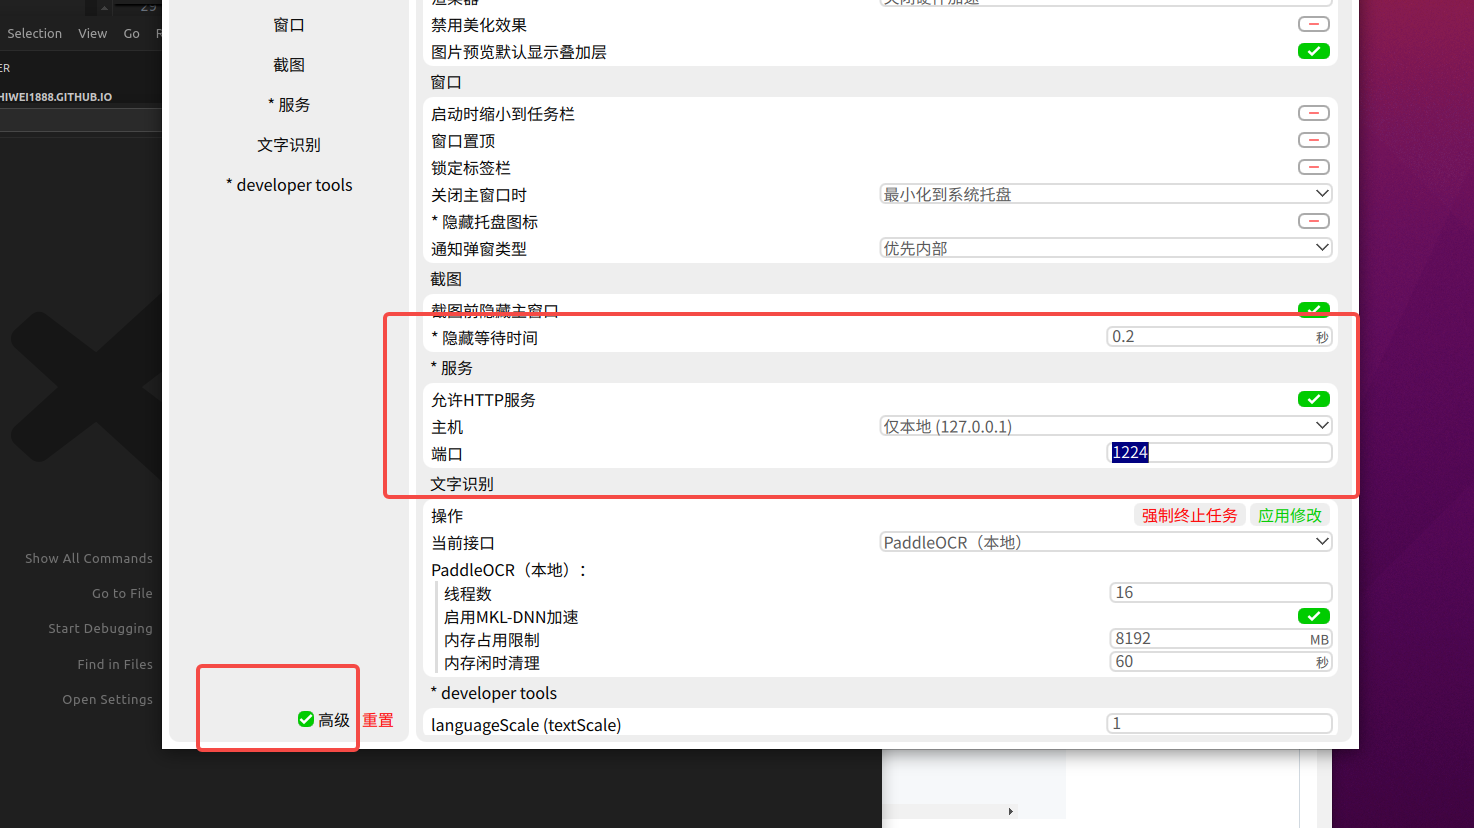 29
Selection View Go
ER
HIWEI1888.GITHUB.IO
Show All Commands
Go to File
Start Debugging
Find in Files
Open Settings
窗口
截图
* 服务
文字识别
* developer tools
高级 重置
渲染器 关闭硬件加速
禁用美化效果
图片预览默认显示叠加层
窗口
启动时缩小到任务栏
窗口置顶
锁定标签栏
关闭主窗口时 最小化到系统托盘
* 隐藏托盘图标
通知弹窗类型 优先内部
截图
截图前隐藏主窗口
* 隐藏等待时间 0.2 秒
* 服务
允许HTTP服务
主机 仅本地 (127.0.0.1)
端口 1224
文字识别
操作 强制终止任务 应用修改
当前接口 PaddleOCR（本地）
PaddleOCR（本地）：
线程数 16
启用MKL-DNN加速
内存占用限制 8192 MB
内存闲时清理 60 秒
* developer tools
languageScale (textScale) 1